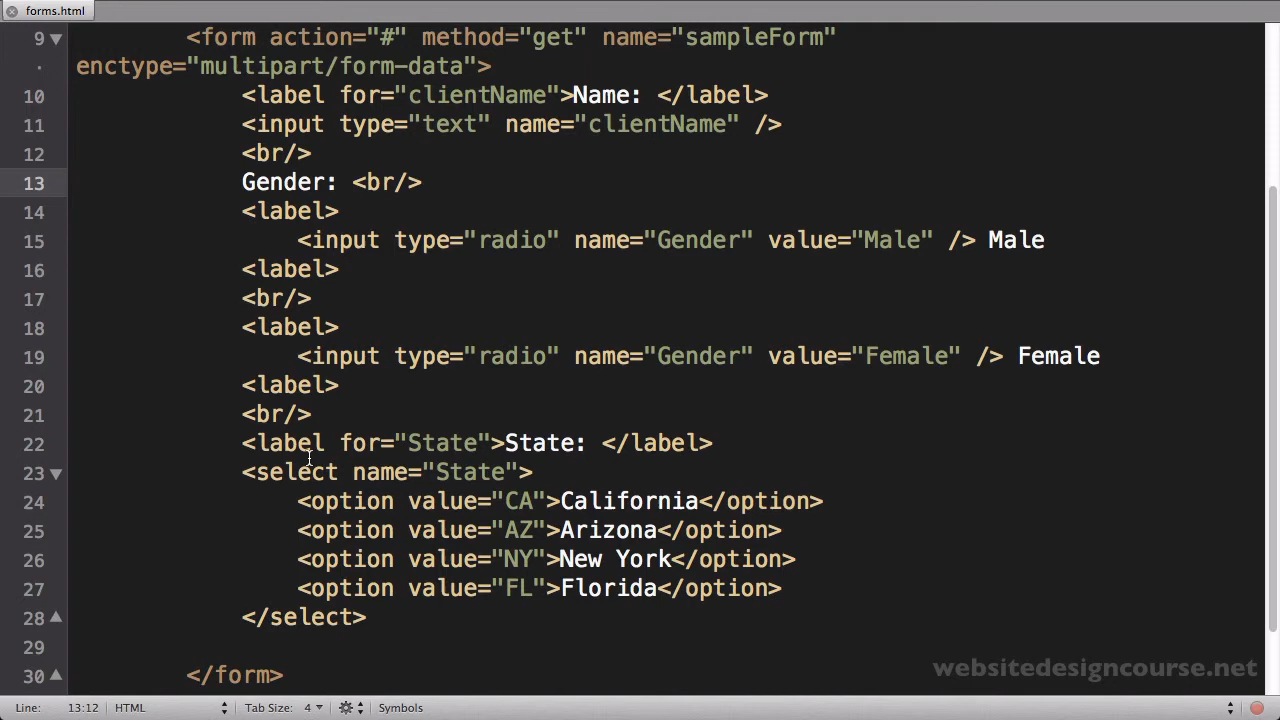 forms.html
9 <form action="#" method="get" name="sampleForm"
· enctype="multipart/form-data">
10 <label for="clientName">Name: </label>
11 <input type="text" name="clientName" />
12 <br/>
13 Gender: <br/>
14 <label>
15 <input type="radio" name="Gender" value="Male" /> Male
16 <label>
17 <br/>
18 <label>
19 <input type="radio" name="Gender" value="Female" /> Female
20 <label>
21 <br/>
22 <label for="State">State: </label>
23 <select name="State">
24 <option value="CA">California</option>
25 <option value="AZ">Arizona</option>
26 <option value="NY">New York</option>
27 <option value="FL">Florida</option>
28 </select>
29
30 </form>
websitedesigncourse.net
Line: 13:12 HTML Tab Size: 4 Symbols